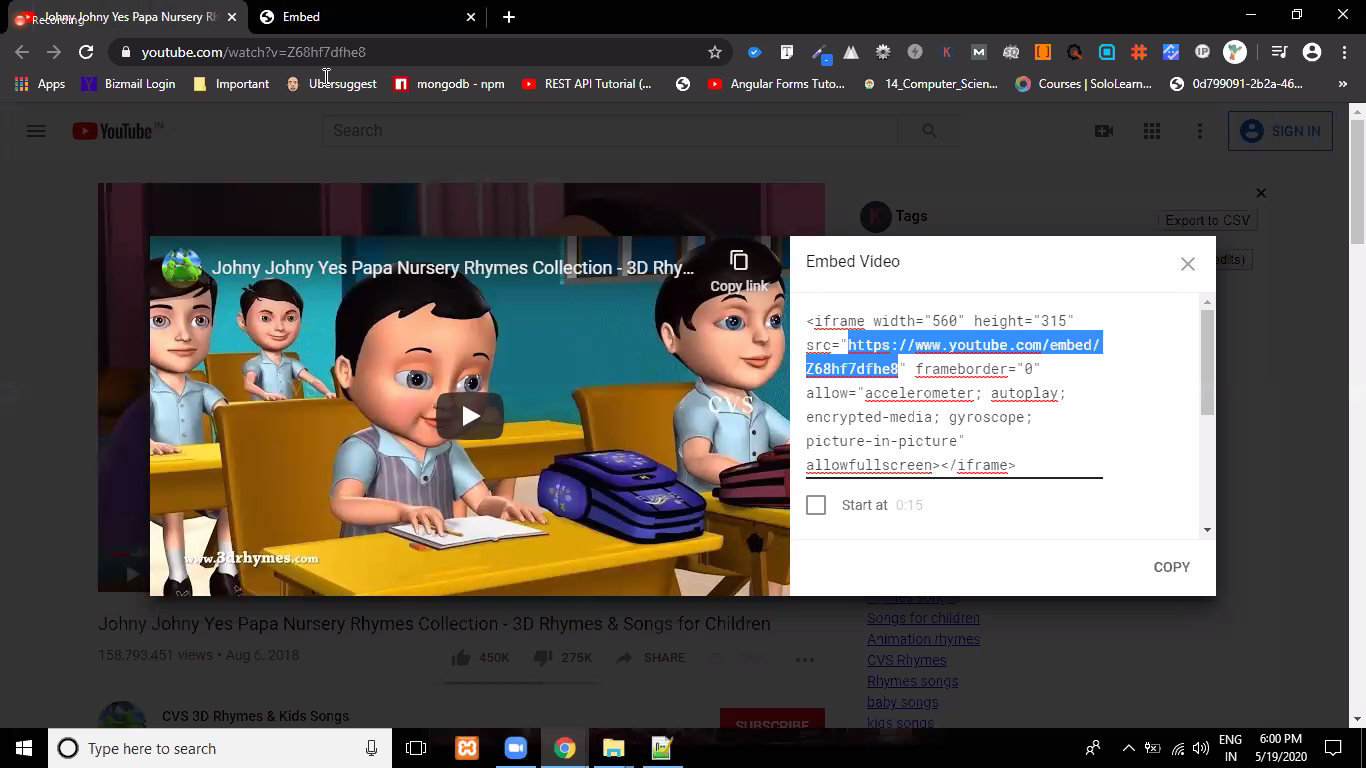 Recording
Johny Johny Yes Papa Nursery Rh
Embed
youtube.com/watch?v=Z68hf7dfhe8
Apps
Bizmail Login
Important
Ubersuggest
mongodb - npm
REST API Tutorial (...
Angular Forms Tuto...
14_Computer_Scien...
Courses | SoloLearn...
0d799091-2b2a-46...
»
YouTube IN
Search
SIGN IN
Tags
Export to CSV
edits)
Johny Johny Yes Papa Nursery Rhymes Collection - 3D Rhy...
Copy link
CVS
www.3drhymes.com
Embed Video
<iframe width="560" height="315"
src="https://www.youtube.com/embed/
Z68hf7dfhe8" frameborder="0"
allow="accelerometer; autoplay;
encrypted-media; gyroscope;
picture-in-picture"
allowfullscreen></iframe>
Start at 0:15
COPY
Johny Johny Yes Papa Nursery Rhymes Collection - 3D Rhymes & Songs for Children
158,793,451 views • Aug 6, 2018
450K
275K
SHARE
Songs for children
Animation rhymes
CVS Rhymes
Rhymes songs
baby songs
kids songs
CVS 3D Rhymes & Kids Songs
SUBSCRIBE
Type here to search
ENG
IN
6:00 PM
5/19/2020